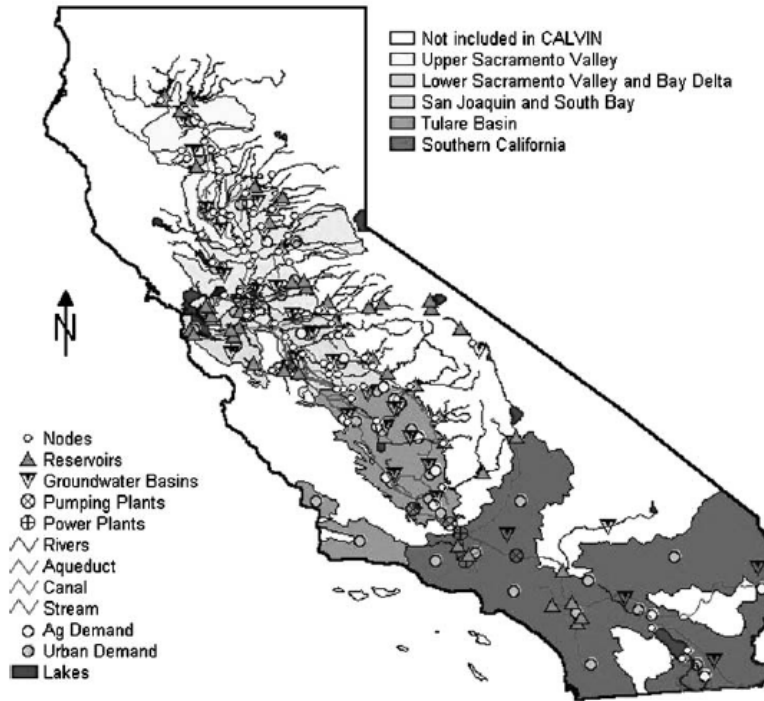 Not included in CALVIN
Upper Sacramento Valley
Lower Sacramento Valley and Bay Delta
San Joaquin and South Bay
Tulare Basin
Southern California
N
Nodes
Reservoirs
Groundwater Basins
Pumping Plants
Power Plants
Rivers
Aqueduct
Canal
Stream
Ag Demand
Urban Demand
Lakes